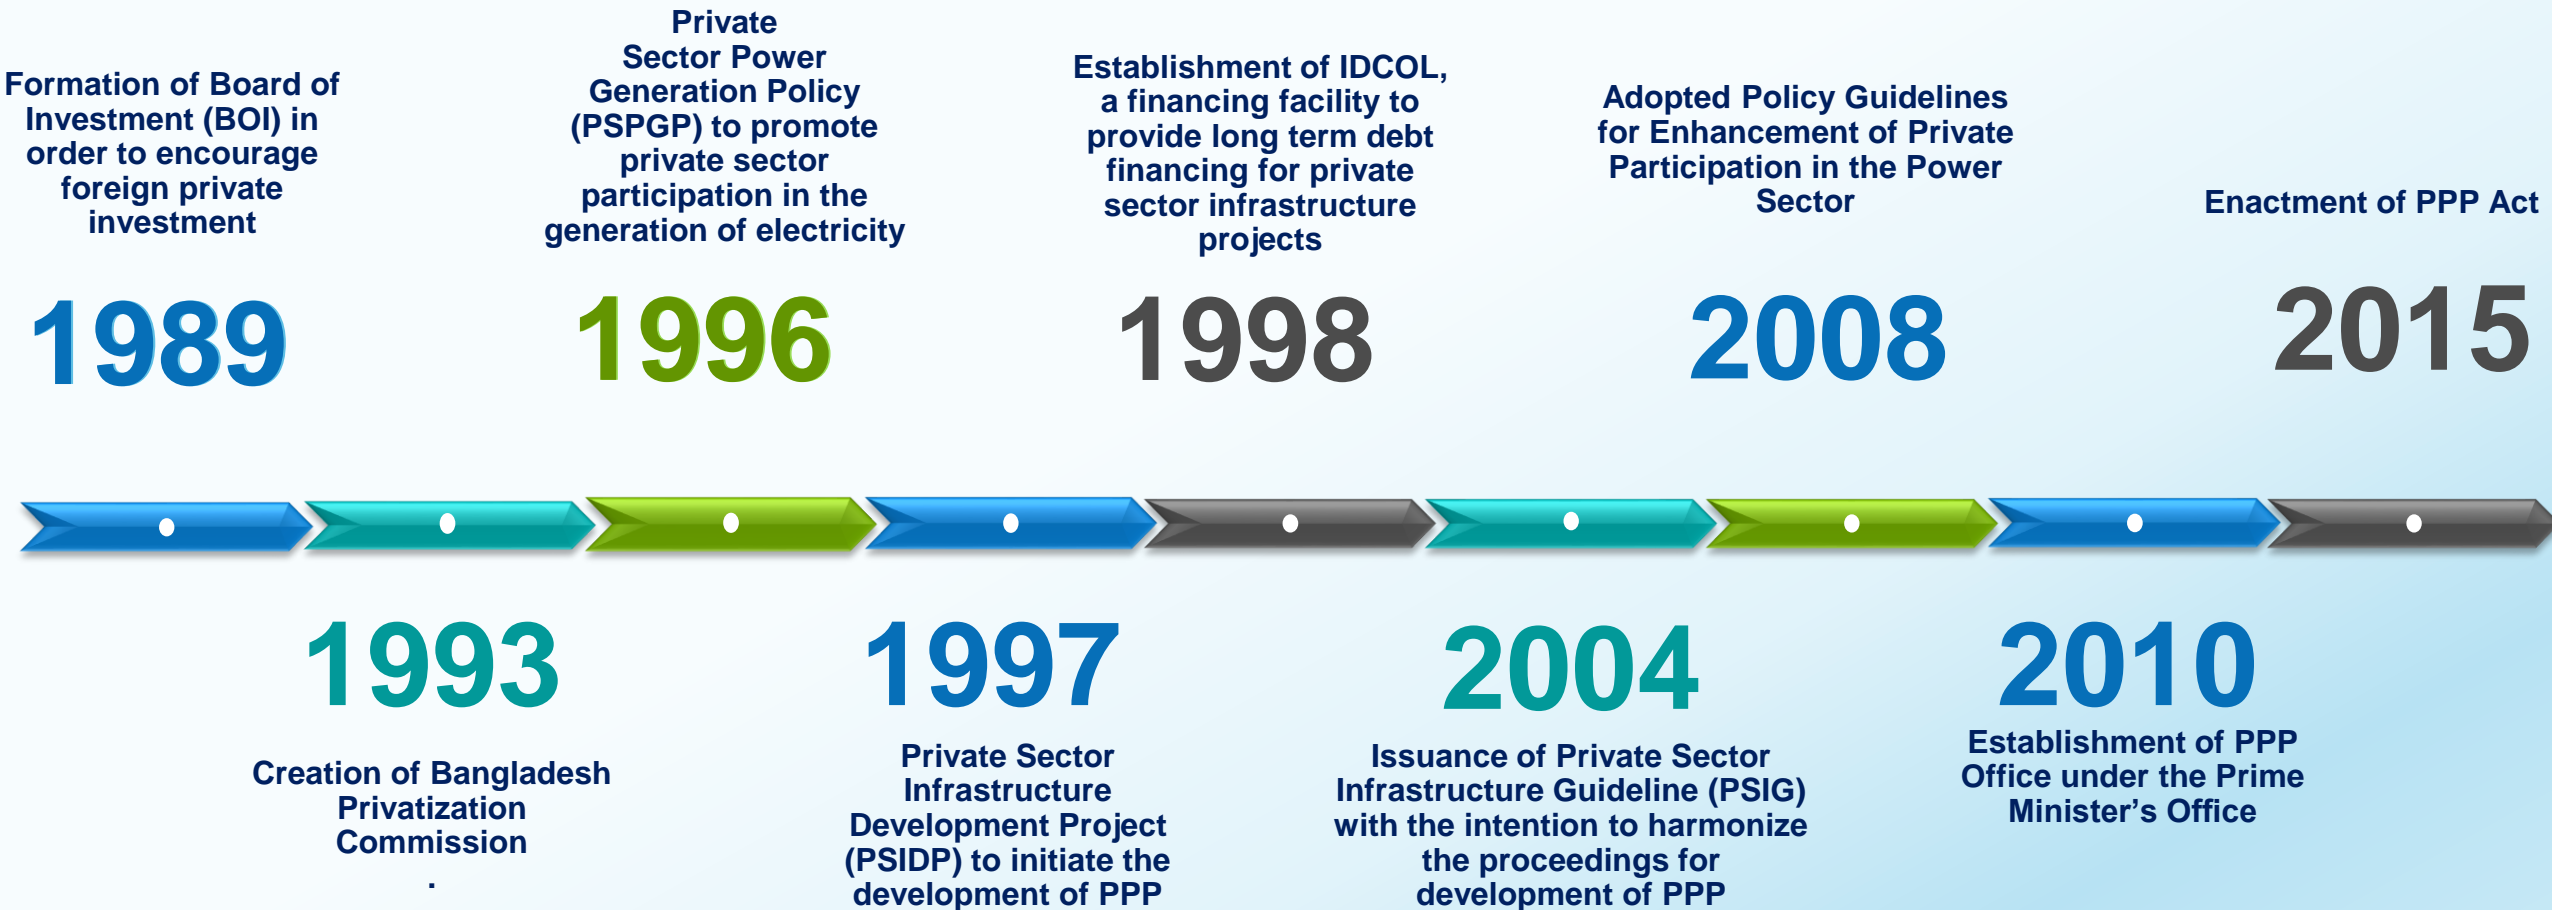 Formation of Board of
Investment (BOI) in
order to encourage
foreign private
investment
1989
Creation of Bangladesh
Privatization
Commission
.
1993
Private
Sector Power
Generation Policy
(PSPGP) to promote
private sector
participation in the
generation of electricity
1996
1997
Private Sector
Infrastructure
Development Project
(PSIDP) to initiate the
development of PPP
Establishment of IDCOL,
a financing facility to
provide long term debt
financing for private
sector infrastructure
projects
1998
2004
Issuance of Private Sector
Infrastructure Guideline (PSIG)
with the intention to harmonize
the proceedings for
development of PPP
Adopted Policy Guidelines
for Enhancement of Private
Participation in the Power
Sector
2008
2010
Establishment of PPP
Office under the Prime
Minister’s Office
Enactment of PPP Act
2015